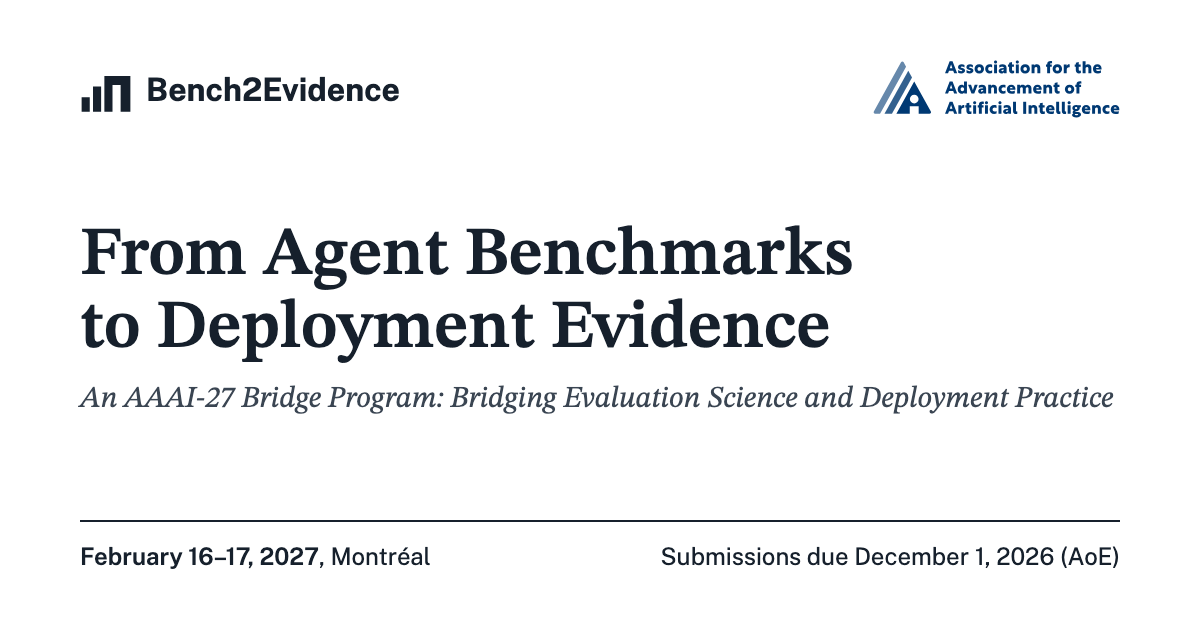 Bench2Evidence
Association for the
Advancement of
Artificial Intelligence
From Agent Benchmarks
to Deployment Evidence
An AAAI-27 Bridge Program: Bridging Evaluation Science and Deployment Practice
February 16–17, 2027, Montréal
Submissions due December 1, 2026 (AoE)